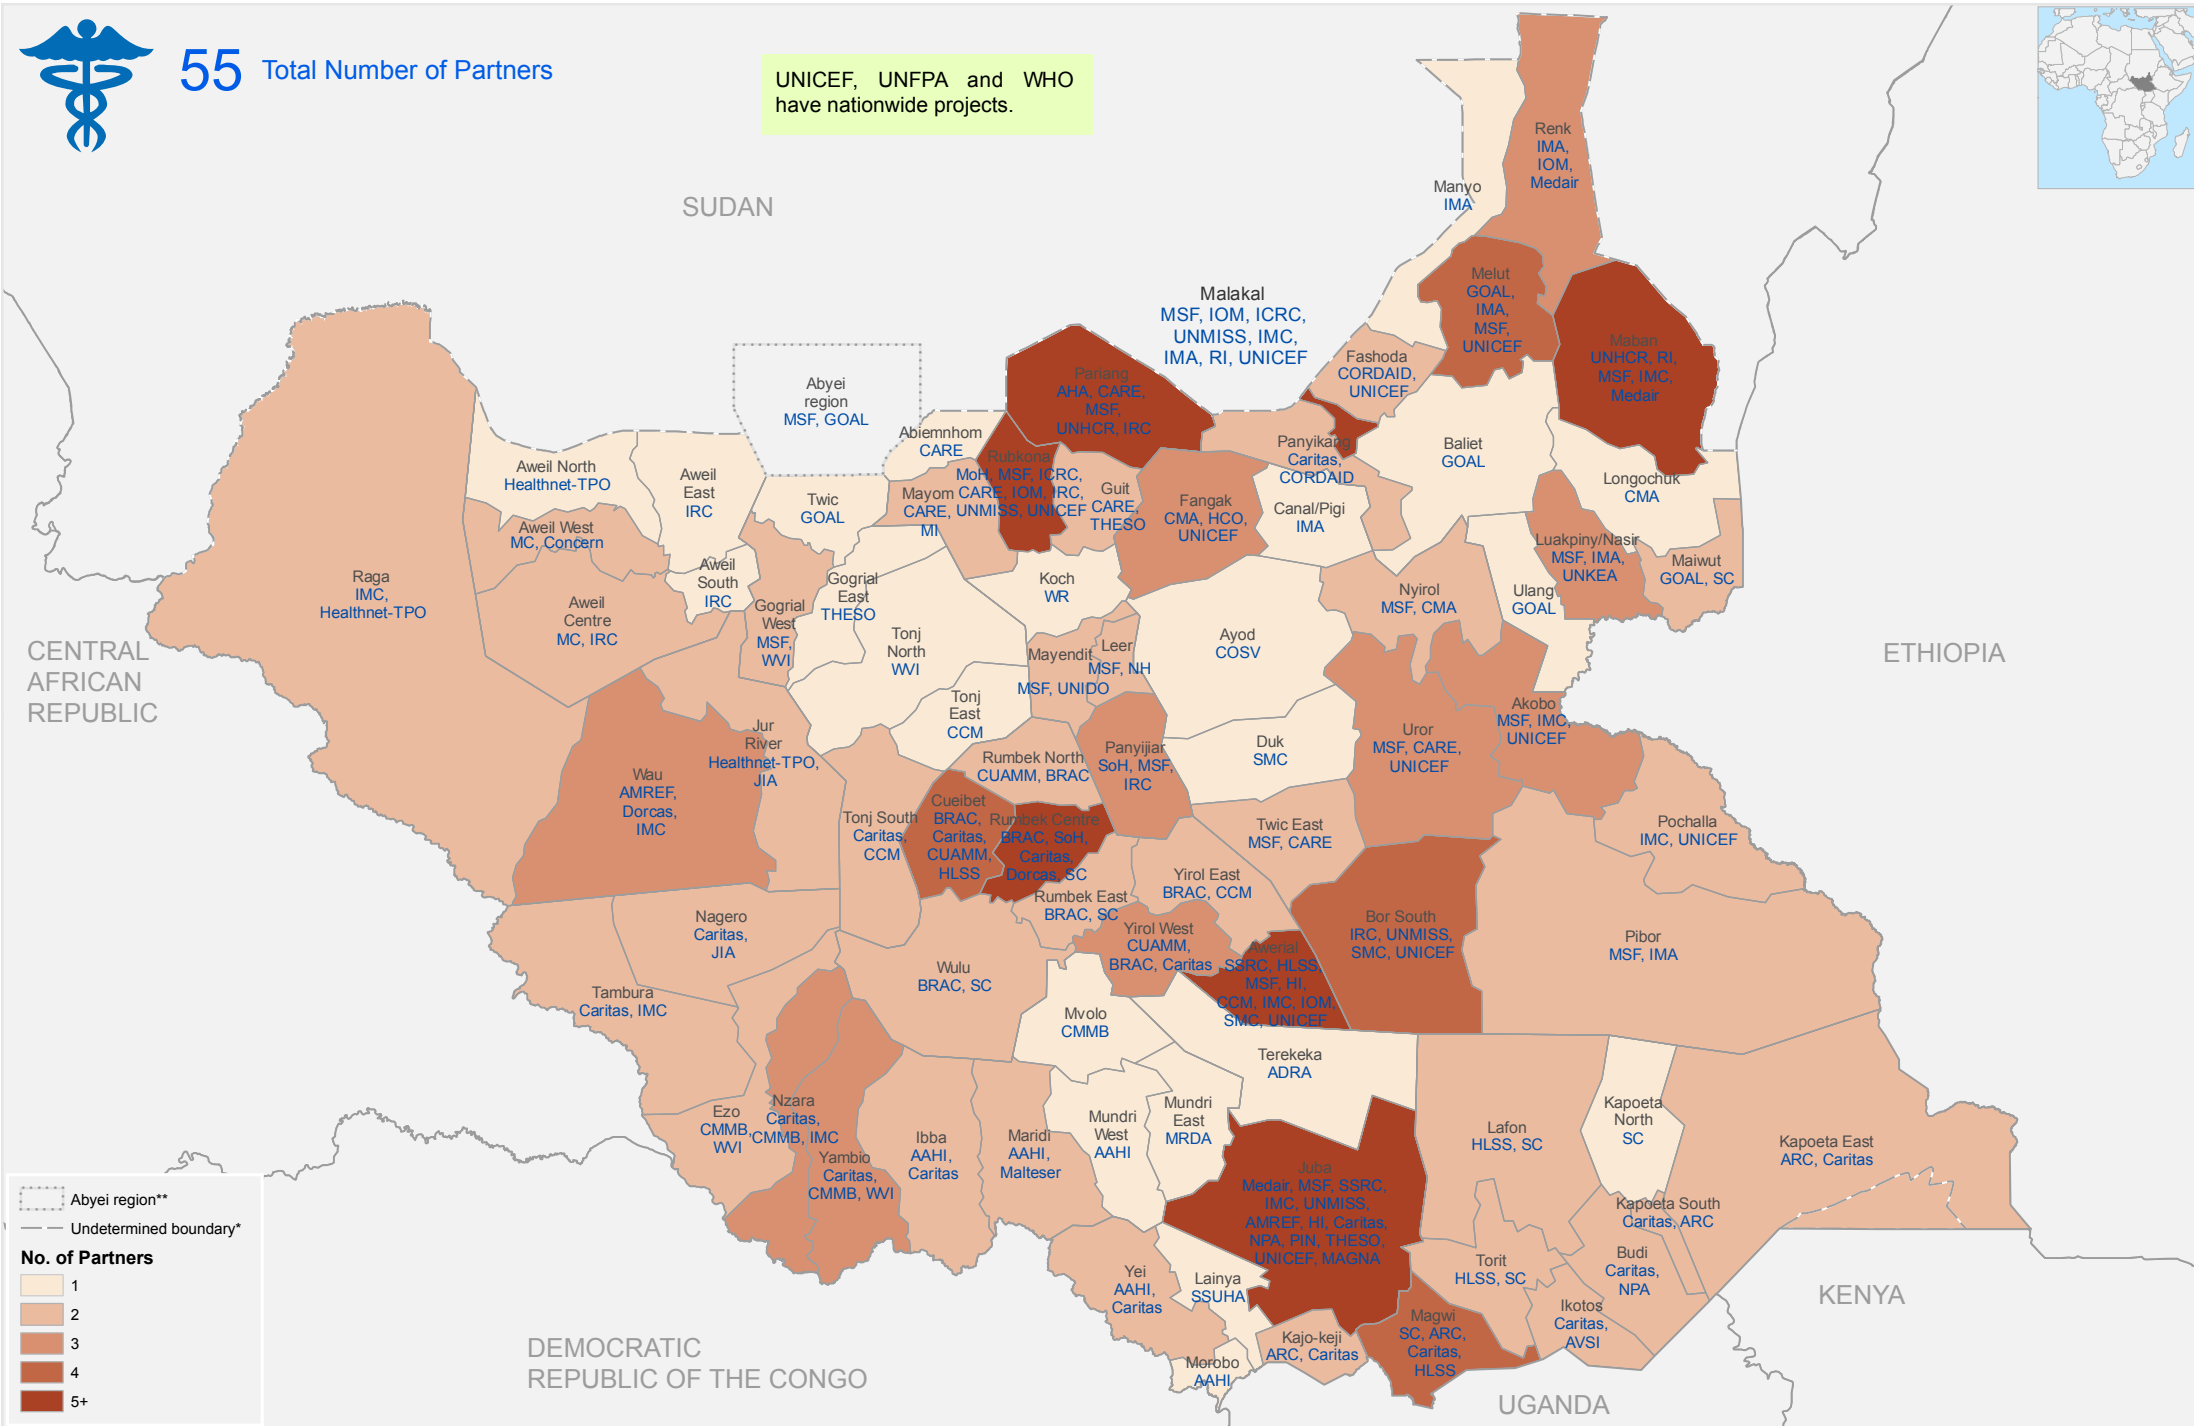 55 Total Number of Partners
UNICEF, UNFPA and WHO
have nationwide projects.
SUDAN
CENTRAL
AFRICAN
REPUBLIC
ETHIOPIA
KENYA
UGANDA
DEMOCRATIC
REPUBLIC OF THE CONGO
Renk
IMA,
IOM,
Medair
Manyo
IMA
Melut
GOAL,
IMA,
MSF,
UNICEF
Malakal
MSF, IOM, ICRC,
UNMISS, IMC,
IMA, RI, UNICEF
Maban
UNHCR, RI,
MSF, IMC,
Medair
Fashoda
CORDAID,
UNICEF
Pariang
AHA, CARE,
MSF,
UNHCR, IRC
Abyei
region
MSF, GOAL
Abiemnhom
CARE
Panyikang
Caritas,
CORDAID
Baliet
GOAL
Longochuk
CMA
Aweil North
Healthnet-TPO
Aweil
East
IRC
Twic
GOAL
Mayom
CARE,
MI
Rubkona
MoH, MSF, ICRC,
CARE, IOM, IRC,
UNMISS, UNICEF
Guit
CARE,
THESO
Fangak
CMA, HCO,
UNICEF
Canal/Pigi
IMA
Luakpiny/Nasir
MSF, IMA,
UNKEA
Maiwut
GOAL, SC
Aweil West
MC, Concern
Aweil
South
IRC
Raga
IMC,
Healthnet-TPO
Aweil
Centre
MC, IRC
Gogrial
West
MSF,
WVI
Gogrial
East
THESO
Tonj
North
WVI
Koch
WR
Nyirol
MSF, CMA
Ulang
GOAL
Ayod
COSV
Mayendit
MSF, UNIDO
Leer
MSF, NH
Tonj
East
CCM
Jur
River
Healthnet-TPO,
JIA
Wau
AMREF,
Dorcas,
IMC
Rumbek North
CUAMM, BRAC
Panyijiar
SoH, MSF,
IRC
Duk
SMC
Uror
MSF, CARE,
UNICEF
Akobo
MSF, IMC,
UNICEF
Tonj South
Caritas,
CCM
Cueibet
BRAC,
Caritas,
CUAMM,
HLSS
Rumbek Centre
BRAC, SoH,
Caritas,
Dorcas, SC
Twic East
MSF, CARE
Pochalla
IMC, UNICEF
Yirol East
BRAC, CCM
Rumbek East
BRAC, SC
Nagero
Caritas,
JIA
Yirol West
CUAMM,
BRAC, Caritas
Awerial
SSRC, HLSS,
MSF, HI,
CCM, IMC, IOM,
SMC, UNICEF
Bor South
IRC, UNMISS,
SMC, UNICEF
Pibor
MSF, IMA
Wulu
BRAC, SC
Tambura
Caritas, IMC
Mvolo
CMMB
Terekeka
ADRA
Ezo
CMMB,
WVI
Nzara
Caritas,
CMMB, IMC
Yambio
Caritas,
CMMB, WVI
Ibba
AAHI,
Caritas
Maridi
AAHI,
Malteser
Mundri
West
AAHI
Mundri
East
MRDA
Lafon
HLSS, SC
Kapoeta
North
SC
Kapoeta East
ARC, Caritas
Juba
Medair, MSF, SSRC,
IMC, UNMISS,
AMREF, HI, Caritas,
NPA, PIN, THESO,
UNICEF, MAGNA
Kapoeta South
Caritas, ARC
Torit
HLSS, SC
Budi
Caritas,
NPA
Yei
AAHI,
Caritas
Lainya
SSUHA
Ikotos
Caritas,
AVSI
Magwi
SC, ARC,
Caritas,
HLSS
Kajo-keji
ARC, Caritas
Morobo
AAHI
Abyei region**
Undetermined boundary*
No. of Partners
1
2
3
4
5+